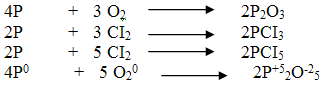 4P + 3 O₂ ⟶ 2P₂O₃
2P + 3 CI₂ ⟶ 2PCI₃
2P + 5 CI₂ ⟶ 2PCI₅
4P⁰ + 5 O₂⁰ ⟶ 2P⁺⁵₂O⁻²₅